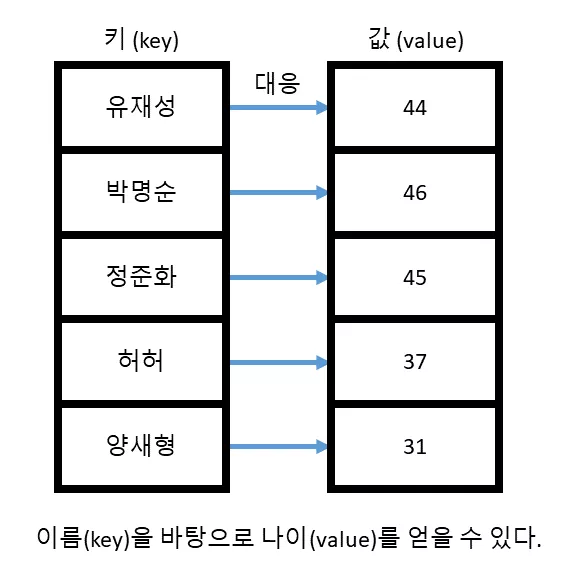 키 (key) 값 (value)
대응
유재성 44
박명순 46
정준화 45
허허 37
양새형 31
이름(key)을 바탕으로 나이(value)를 얻을 수 있다.